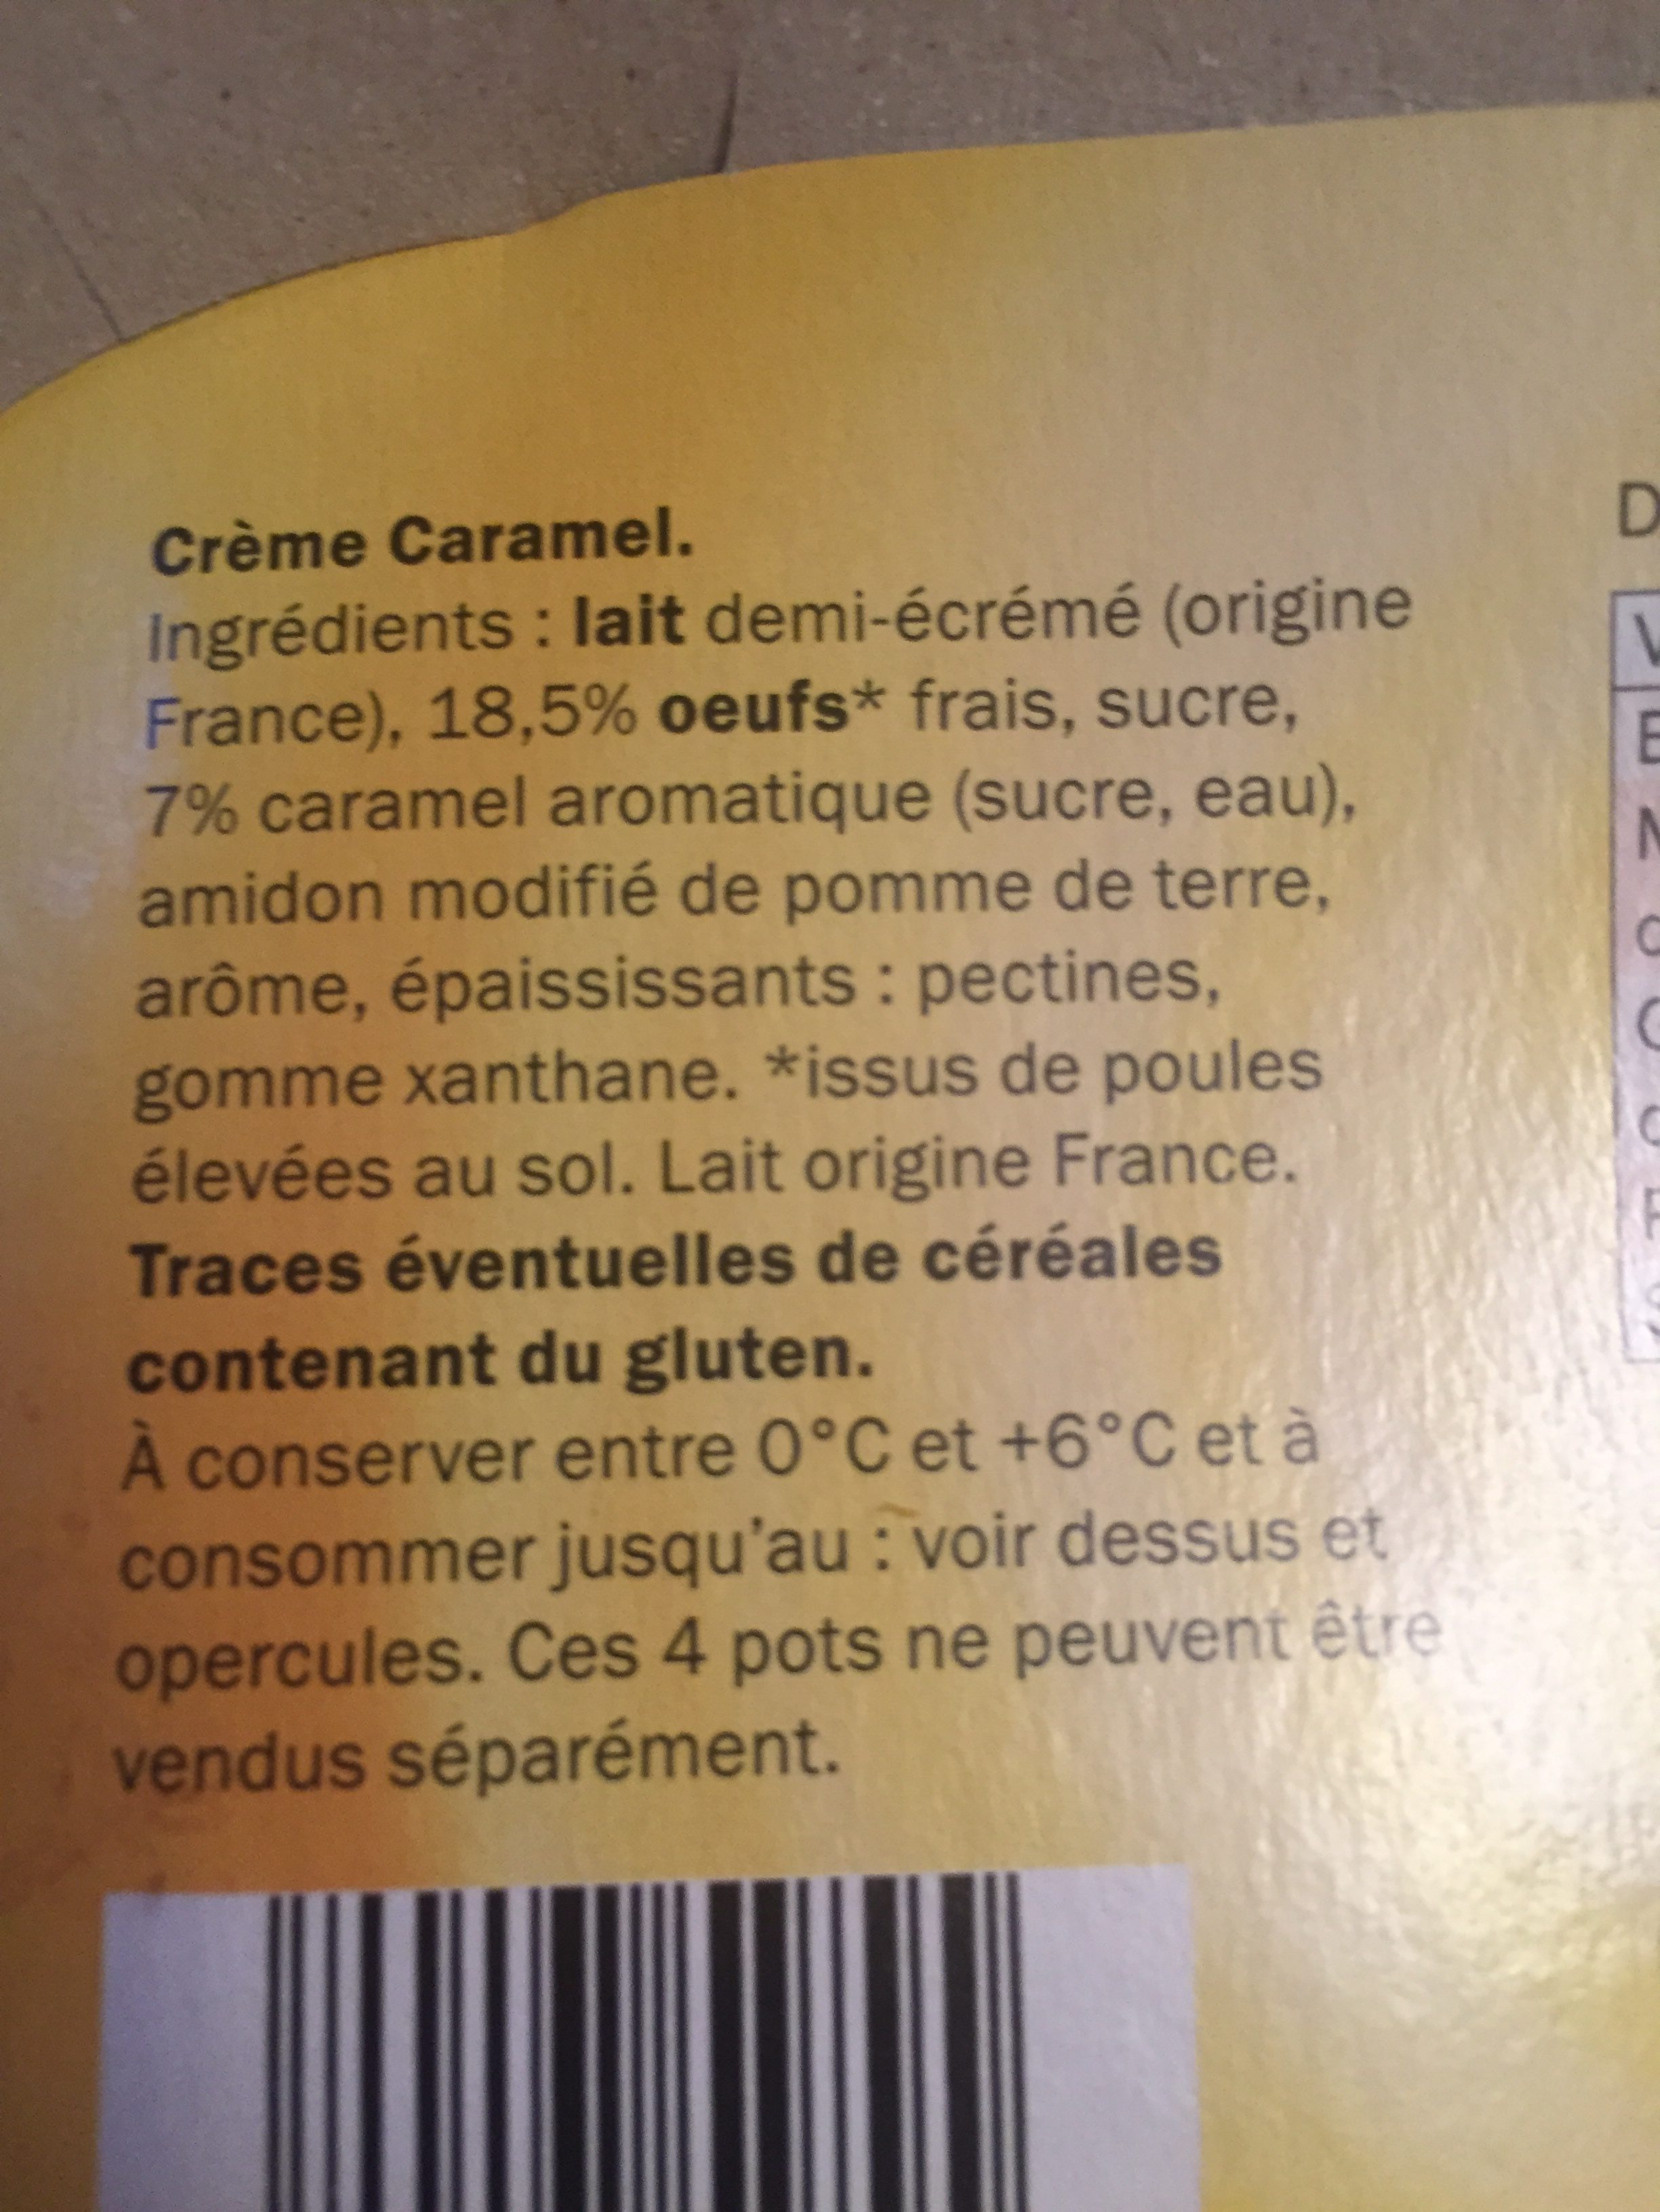 Crème Caramel.
Ingrédients : lait demi-écrémé (origine
France), 18,5% oeufs* frais, sucre,
7% caramel aromatique (sucre, eau),
amidon modifié de pomme de terre,
arôme, épaississants : pectines,
gomme xanthane. *issus de poules
élevées au sol. Lait origine France.
Traces éventuelles de céréales
contenant du gluten.
À conserver entre 0°C et +6°C et à
consommer jusqu'au : voir dessus et
opercules. Ces 4 pots ne peuvent être
vendus séparément.